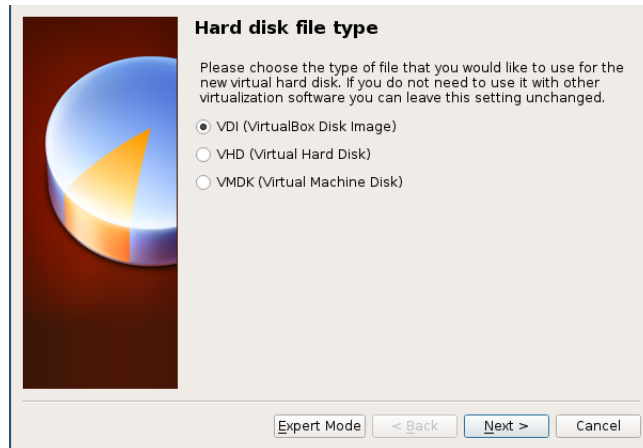 Hard disk file type
Please choose the type of file that you would like to use for the
new virtual hard disk. If you do not need to use it with other
virtualization software you can leave this setting unchanged.
VDI (VirtualBox Disk Image)
VHD (Virtual Hard Disk)
VMDK (Virtual Machine Disk)
Expert Mode < Back Next > Cancel